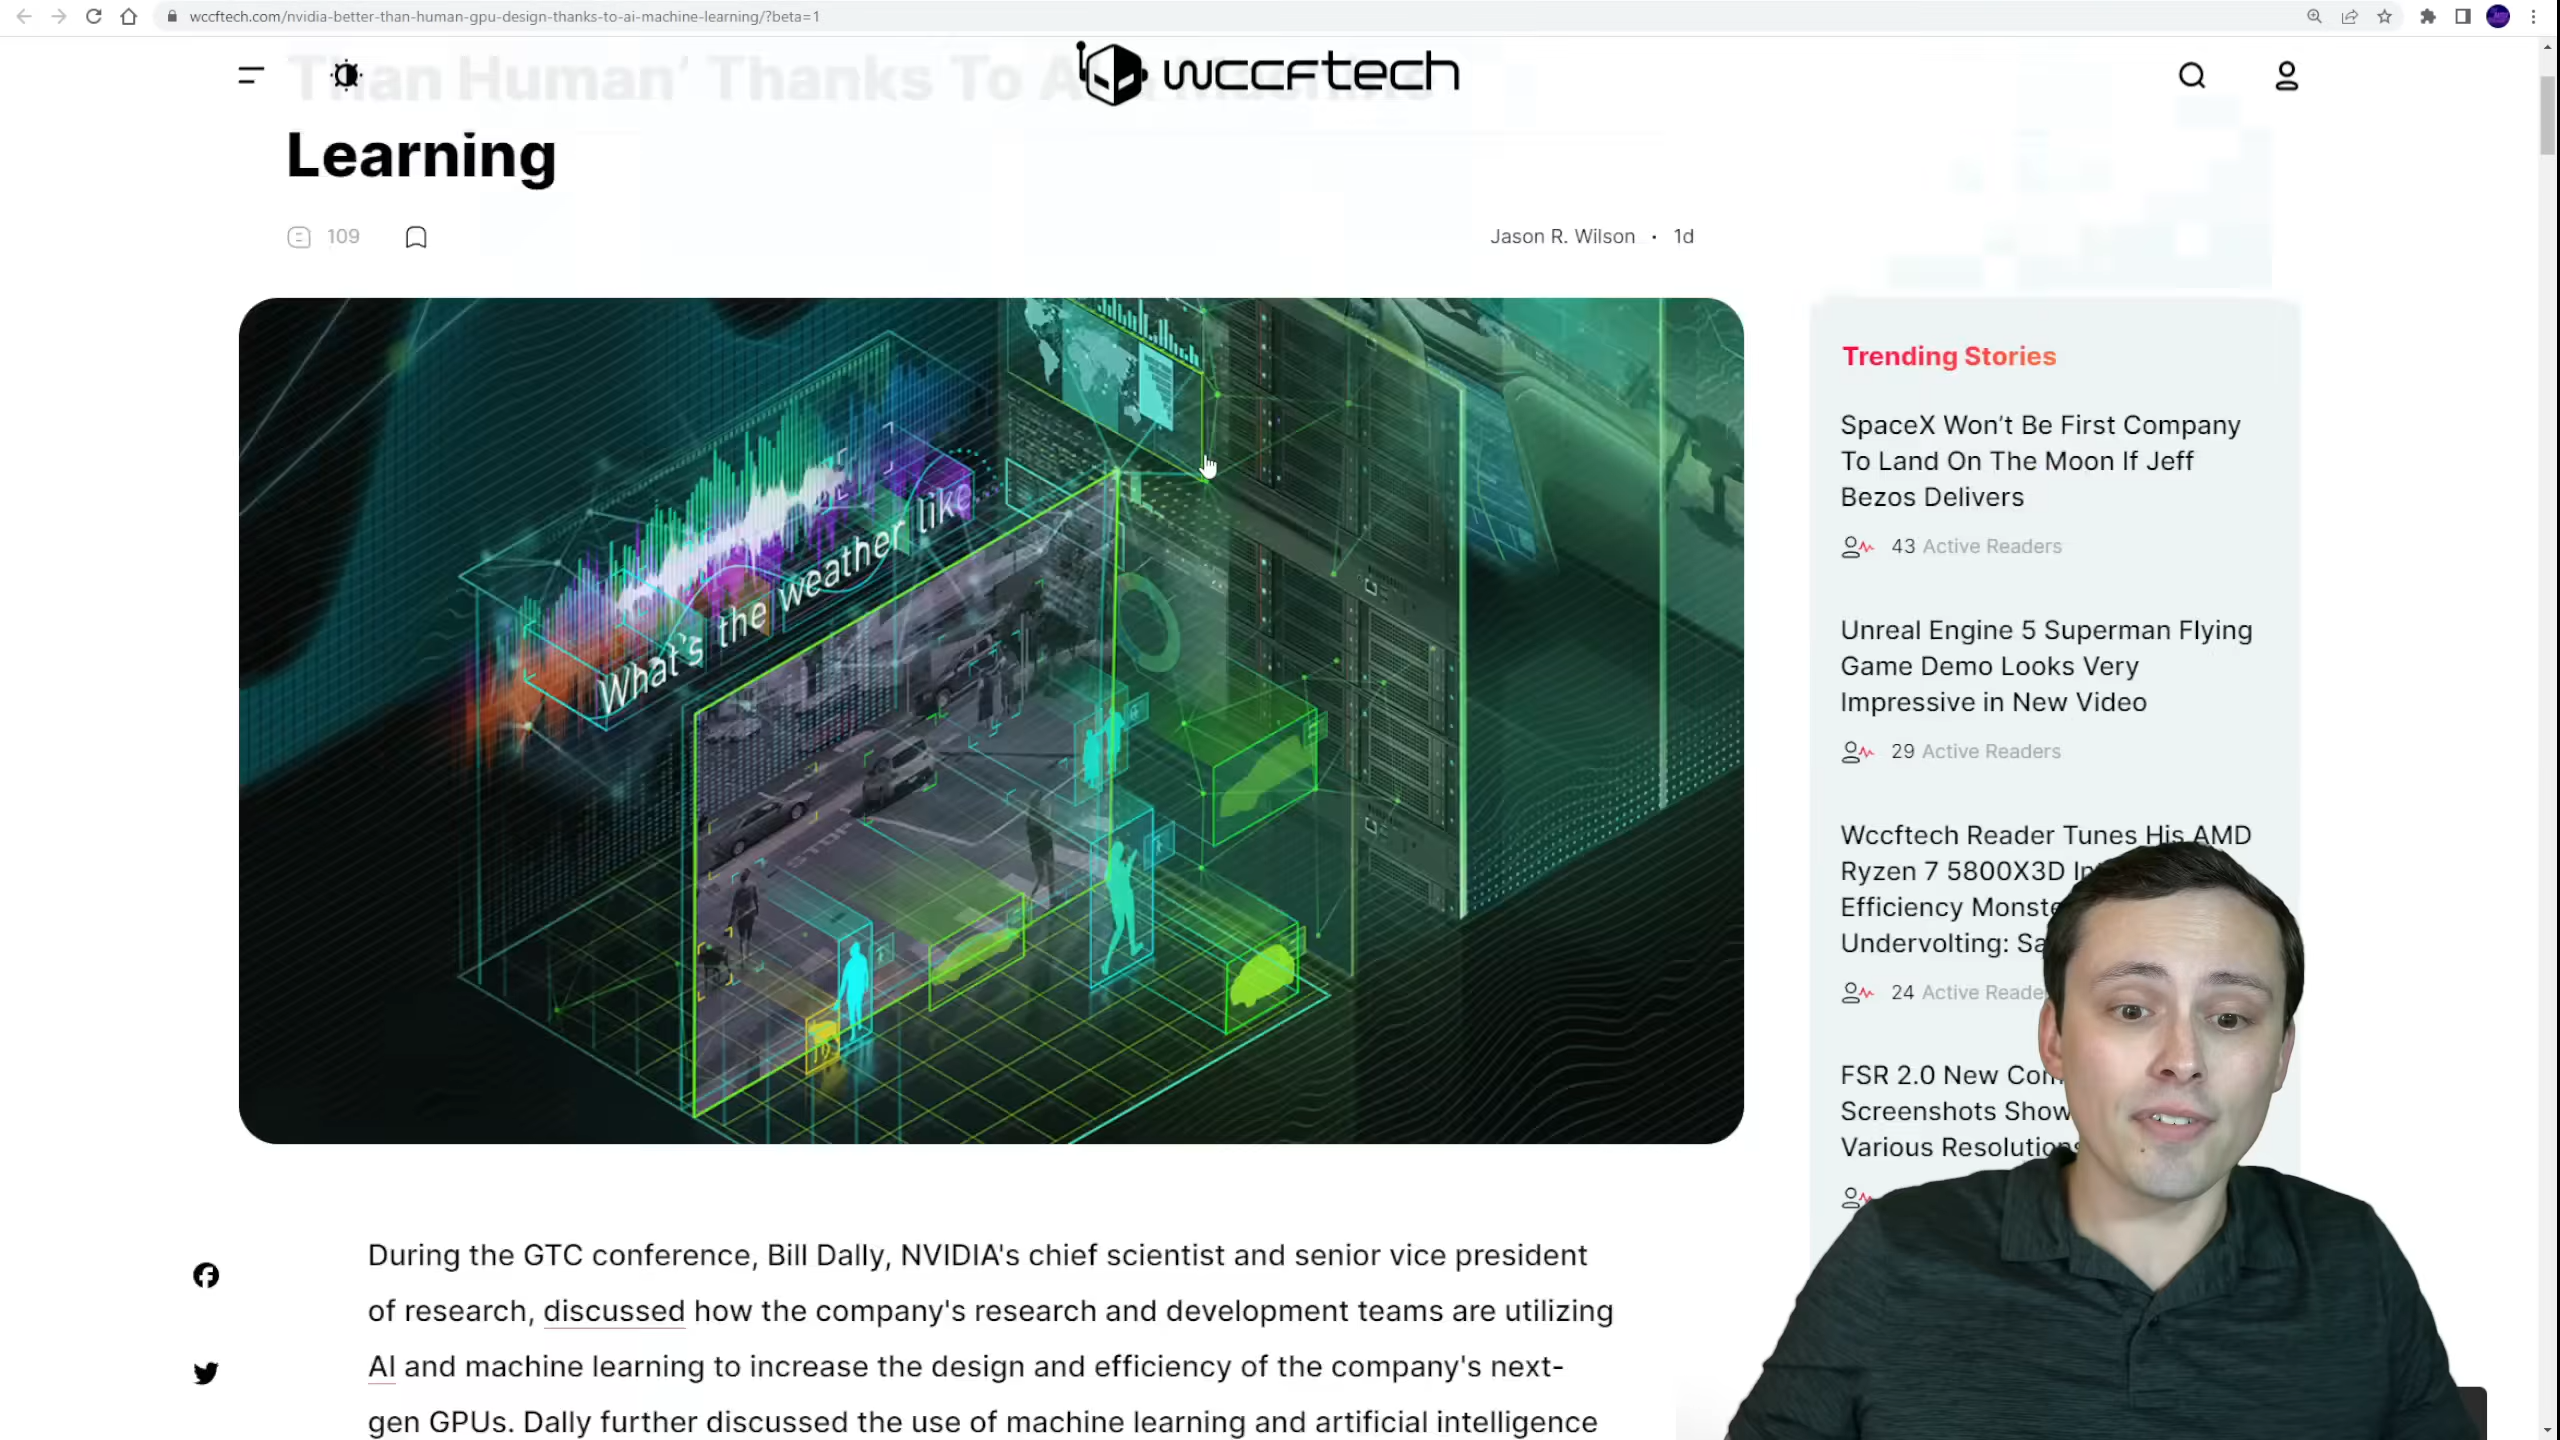 wccftech.com/nvidia-better-than-human-gpu-design-thanks-to-ai-machine-learning/?beta=1
Than Human’ Thanks To A
wccftech
Learning
109
Jason R. Wilson • 1d
What's the weather like
STOP
Trending Stories
SpaceX Won’t Be First Company
To Land On The Moon If Jeff
Bezos Delivers
43 Active Readers
Unreal Engine 5 Superman Flying
Game Demo Looks Very
Impressive in New Video
29 Active Readers
Wccftech Reader Tunes His AMD
Ryzen 7 5800X3D
Efficiency
Undervolting:
24 Active
FSR 2.0 New
Screenshots Show
Various
During the GTC conference, Bill Dally, NVIDIA's chief scientist and senior vice president
of research, discussed how the company's research and development teams are utilizing
AI and machine learning to increase the design and efficiency of the company's next-
gen GPUs. Dally further discussed the use of machine learning and artificial intelligence